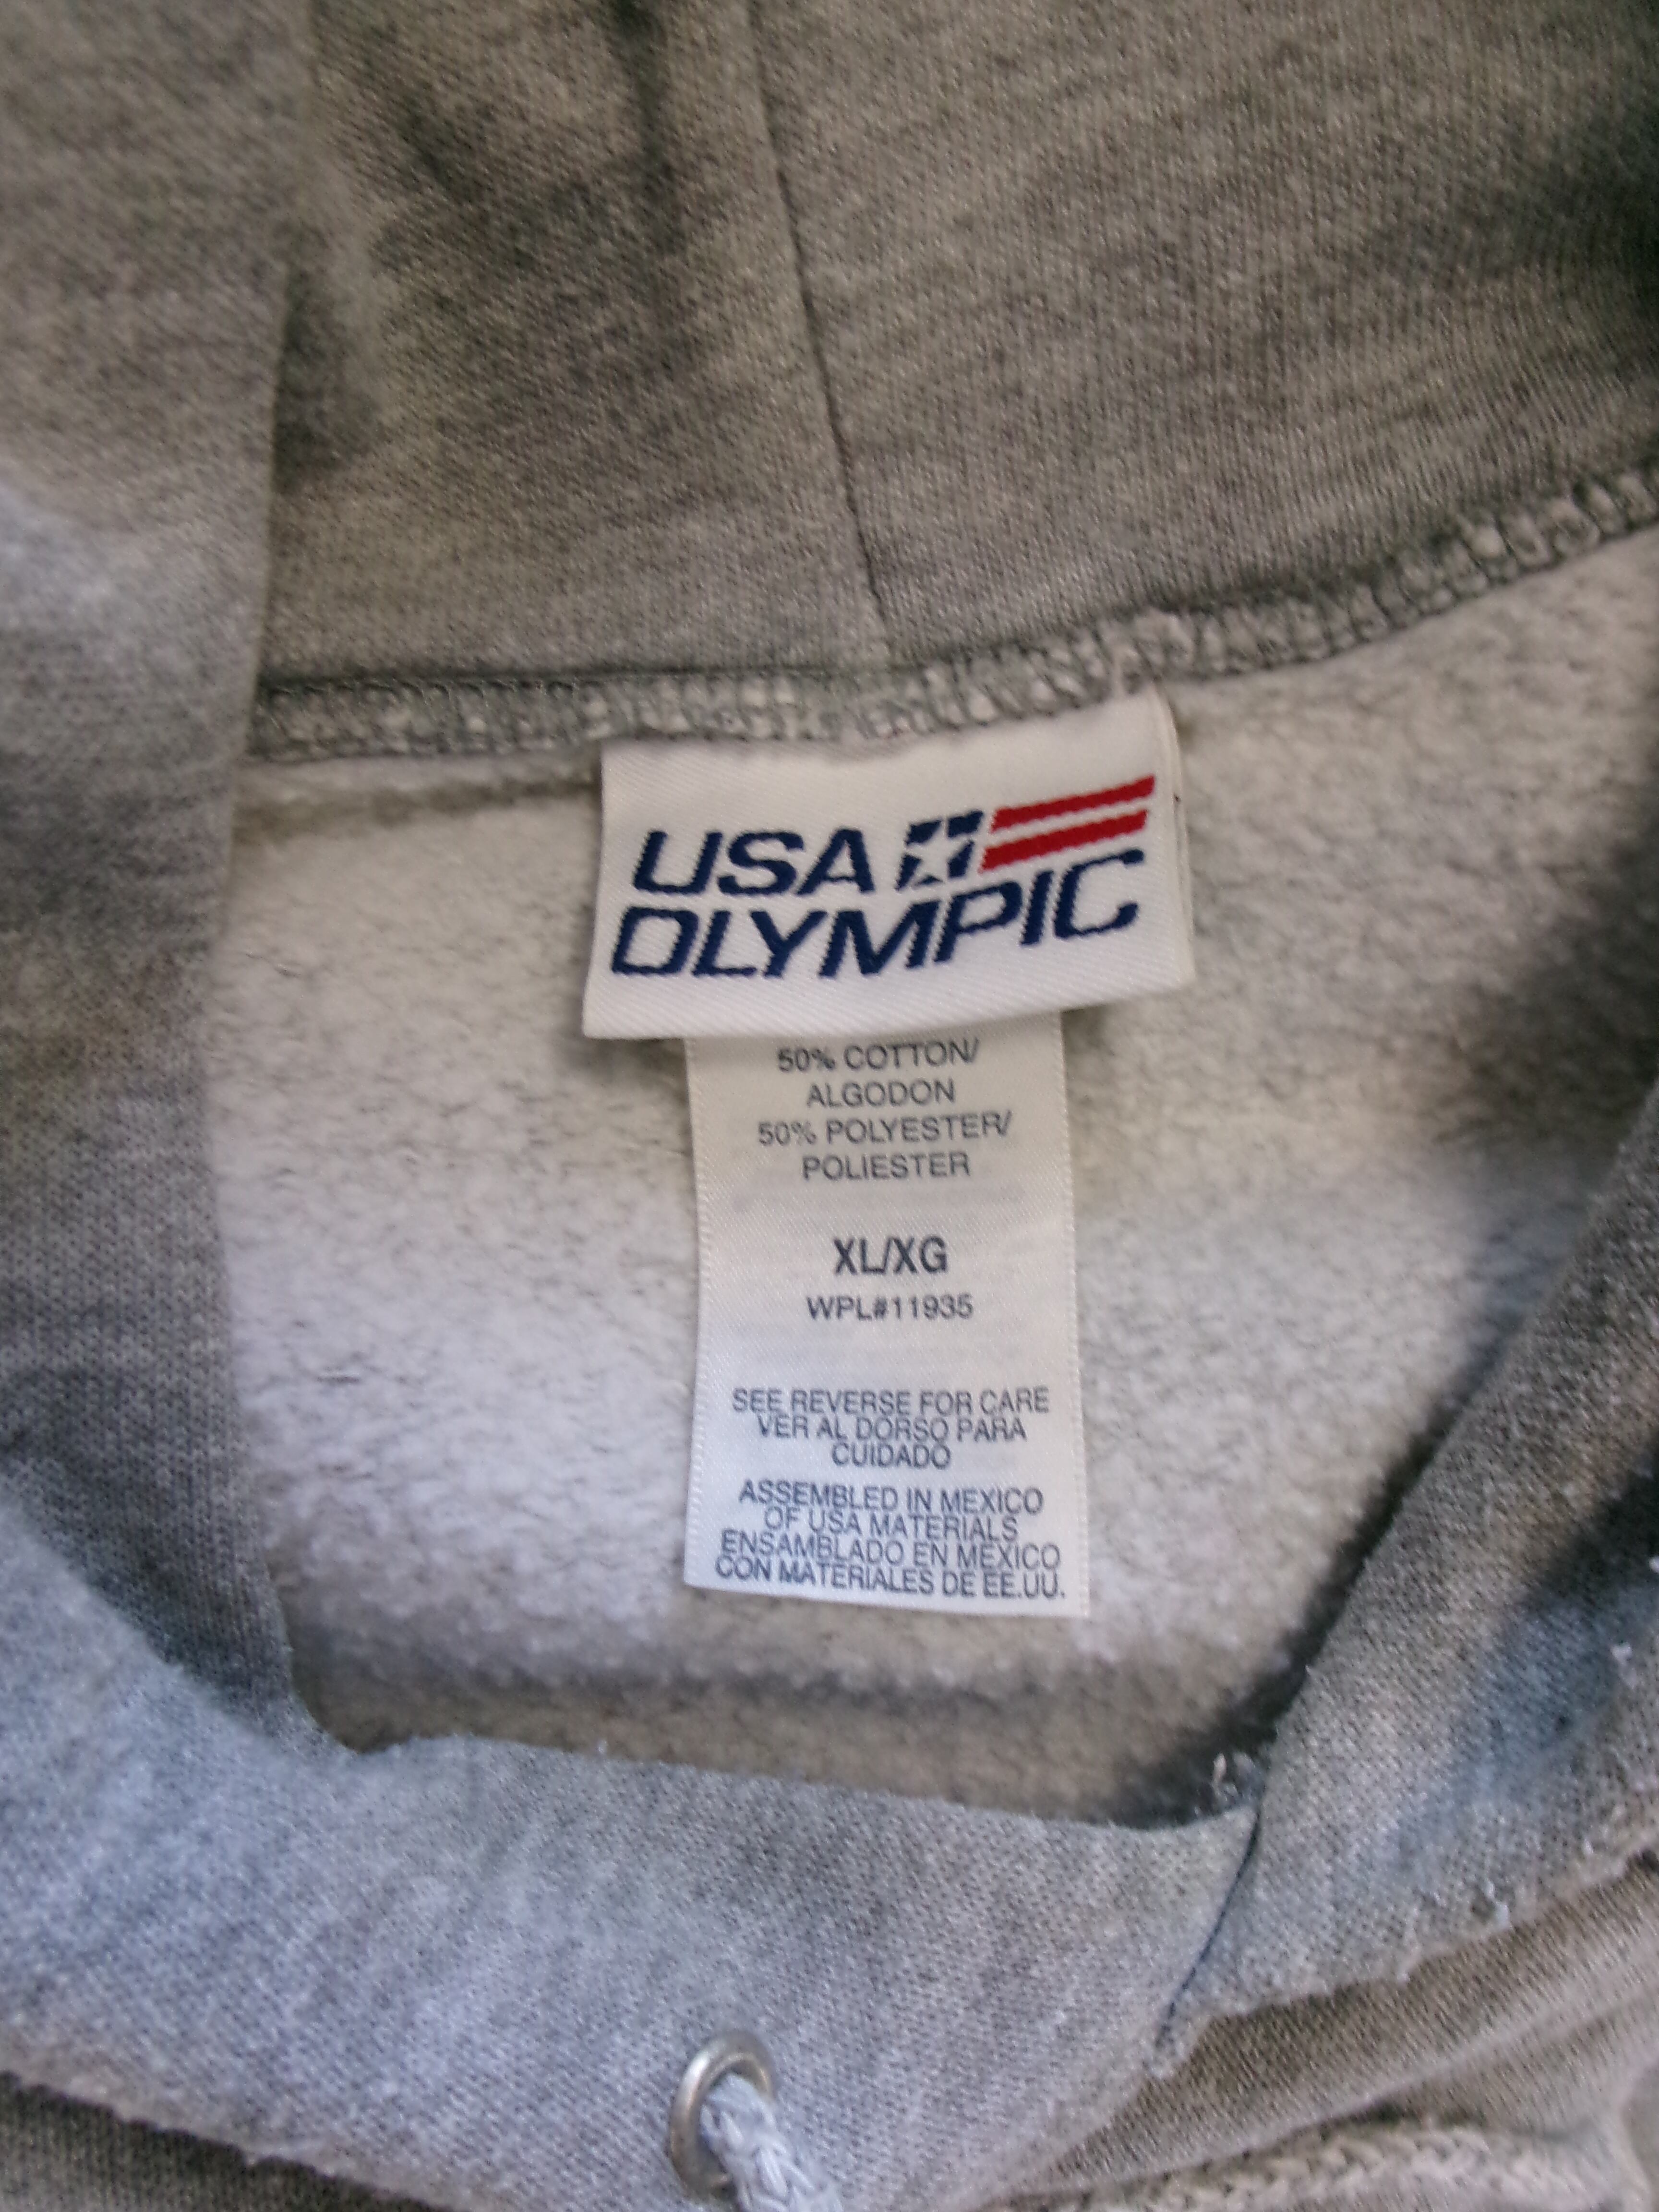 USA
OLYMPIC
50% COTTON/
ALGODON
50% POLYESTER/
POLIESTER
XL/XG
WPL#11935
SEE REVERSE FOR CARE
VER AL DORSO PARA
CUIDADO
ASSEMBLED IN MEXICO
OF USA MATERIALS
ENSAMBLADO EN MEXICO
CON MATERIALES DE EE.UU.